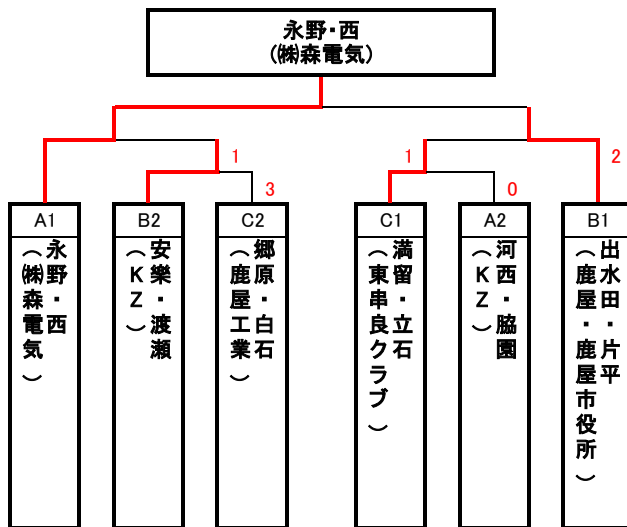 永野・西
(㈱森電気)
1
1
2
3
0
A1
永野・西
(㈱森電気)
B2
安樂・渡瀬
(KZ)
C2
郷原・白石
(鹿屋工業)
C1
満留・立石
(東串良クラブ)
A2
河西・脇園
(KZ)
B1
出水田・片平
(鹿屋・鹿屋市役所)